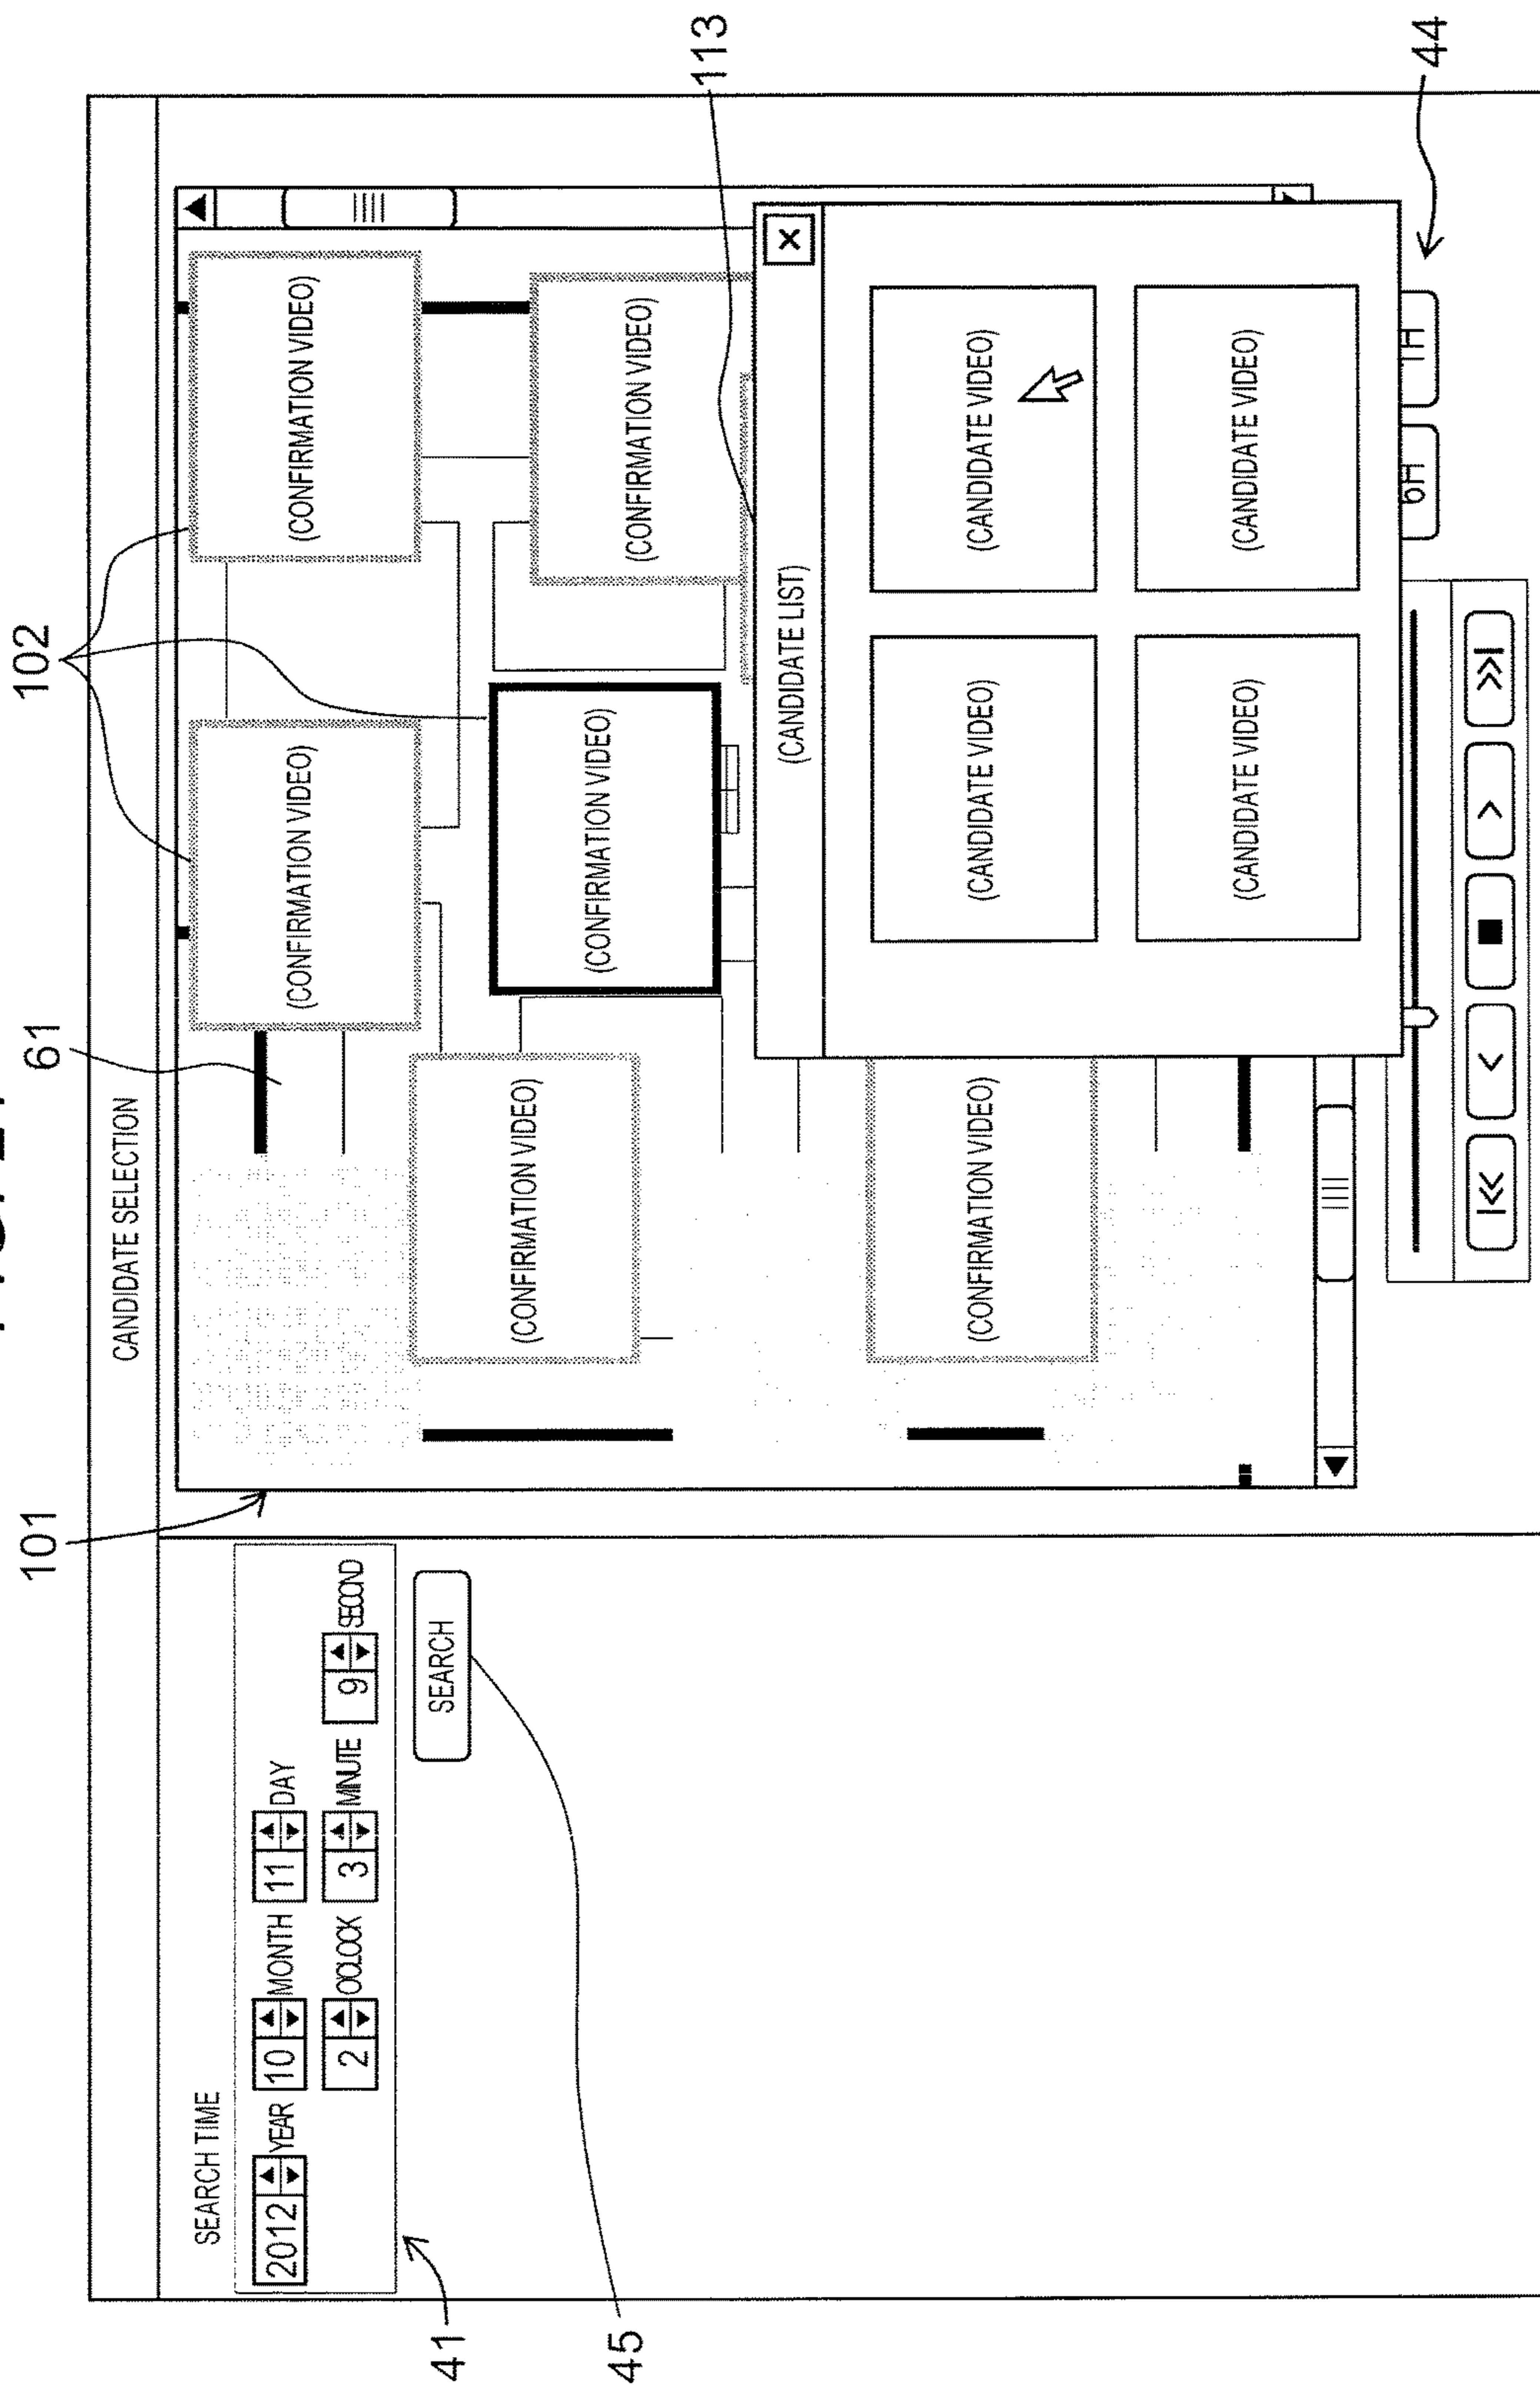 CANDIDATE SELECTION
SEARCH TIME
2012 YEAR 10 MONTH 11 DAY
2 OCLOCK 3 MINUTE 9 SECOND
41
SEARCH
45
101
61
102
(CONFIRMATION VIDEO)
(CONFIRMATION VIDEO)
(CONFIRMATION VIDEO)
(CONFIRMATION VIDEO)
(CONFIRMATION VIDEO)
(CONFIRMATION VIDEO)
113
(CANDIDATE LIST)
X
(CANDIDATE VIDEO)
(CANDIDATE VIDEO)
(CANDIDATE VIDEO)
(CANDIDATE VIDEO)
6H
1H
44